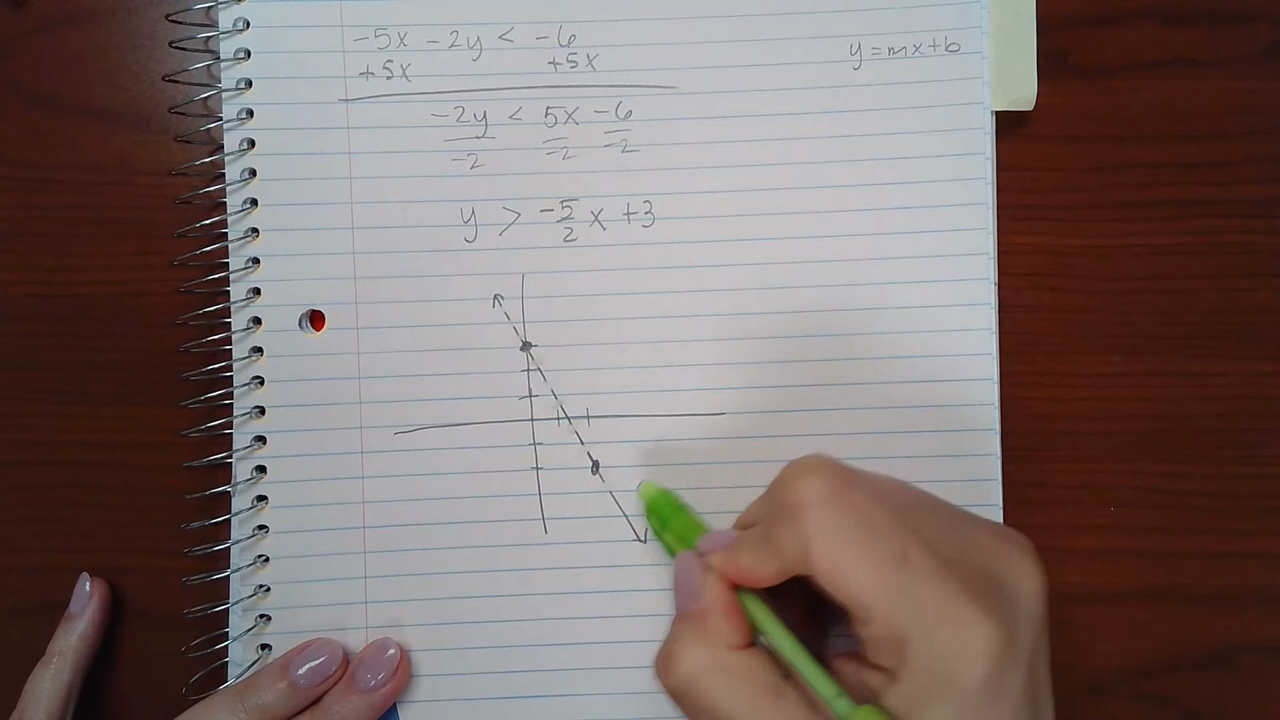 -5x - 2y < -6
y = mx + b
+5x +5x
-2y < 5x - 6
-2 -2 -2
y > -5/2 x + 3